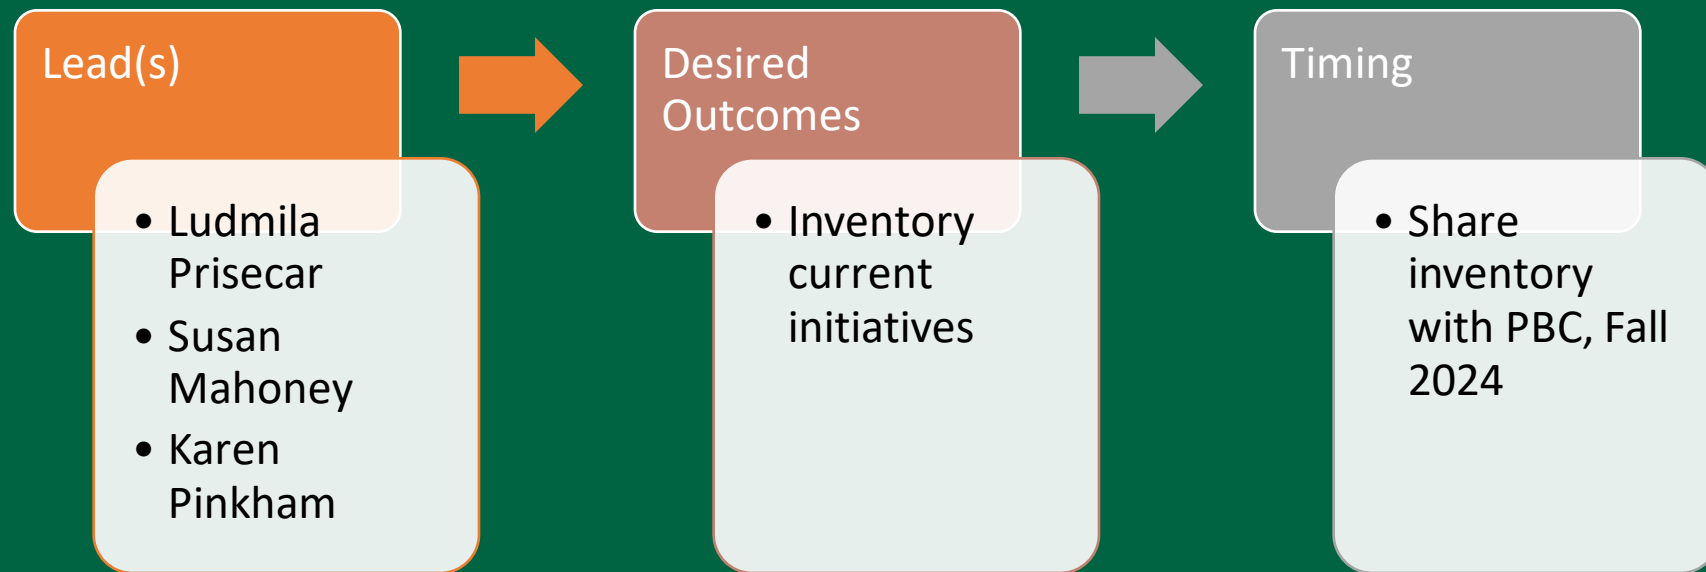 Lead(s)
• Ludmila
Prisecar
• Susan
Mahoney
• Karen
Pinkham
Desired
Outcomes
• Inventory
current
initiatives
Timing
• Share
inventory
with PBC, Fall
2024